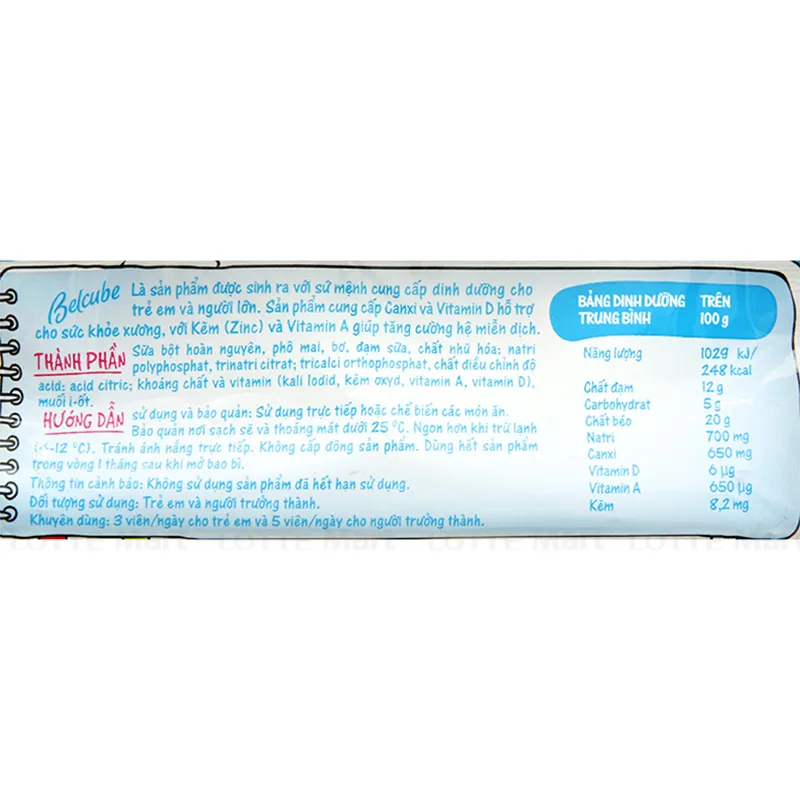 Belcube Là sản phẩm được sinh ra với sứ mệnh cung cấp dinh dưỡng cho
trẻ em và người lớn. Sản phẩm cung cấp Canxi và Vitamin D hỗ trợ
cho sức khỏe xương, với Kẽm (Zinc) và Vitamin A giúp tăng cường hệ miễn dịch.
THÀNH PHẦN Sữa bột hoàn nguyên, phô mai, bơ, đạm sữa, chất nhũ hóa: natri
polyphosphat, trinatri citrat; tricalci orthophosphat, chất điều chỉnh độ
acid: acid citric; khoáng chất và vitamin (kali Iodid, kẽm oxyd, vitamin A, vitamin D),
muối i-ốt.
HƯỚNG DẪN sử dụng và bảo quản: Sử dụng trực tiếp hoặc chế biến các món ăn.
Bảo quản nơi sạch sẽ và thoáng mát dưới 25 °C. Ngon hơn khi trữ lạnh
-12 °C). Tránh ánh nắng trực tiếp. Không cấp đông sản phẩm. Dùng hết sản phẩm
trong vòng 1 tháng sau khi mở bao bì.
Thông tin cảnh báo: Không sử dụng sản phẩm đã hết hạn sử dụng.
Đối tượng sử dụng: Trẻ em và người trưởng thành.
Khuyên dùng: 3 viên/ngày cho trẻ em và 5 viên/ngày cho người trưởng thành.
BẢNG DINH DƯỠNG TRÊN
TRUNG BÌNH 100 g
Năng lượng 1029 kJ/
248 kcal
Chất đạm 12 g
Carbohydrat 5 g
Chất béo 20 g
Natri 700 mg
Canxi 650 mg
Vitamin D 6 µg
Vitamin A 650 µg
Kẽm 8,2 mg
LOTTE Mart LOTTE Mart LOTTE Mart LOTTE Mart